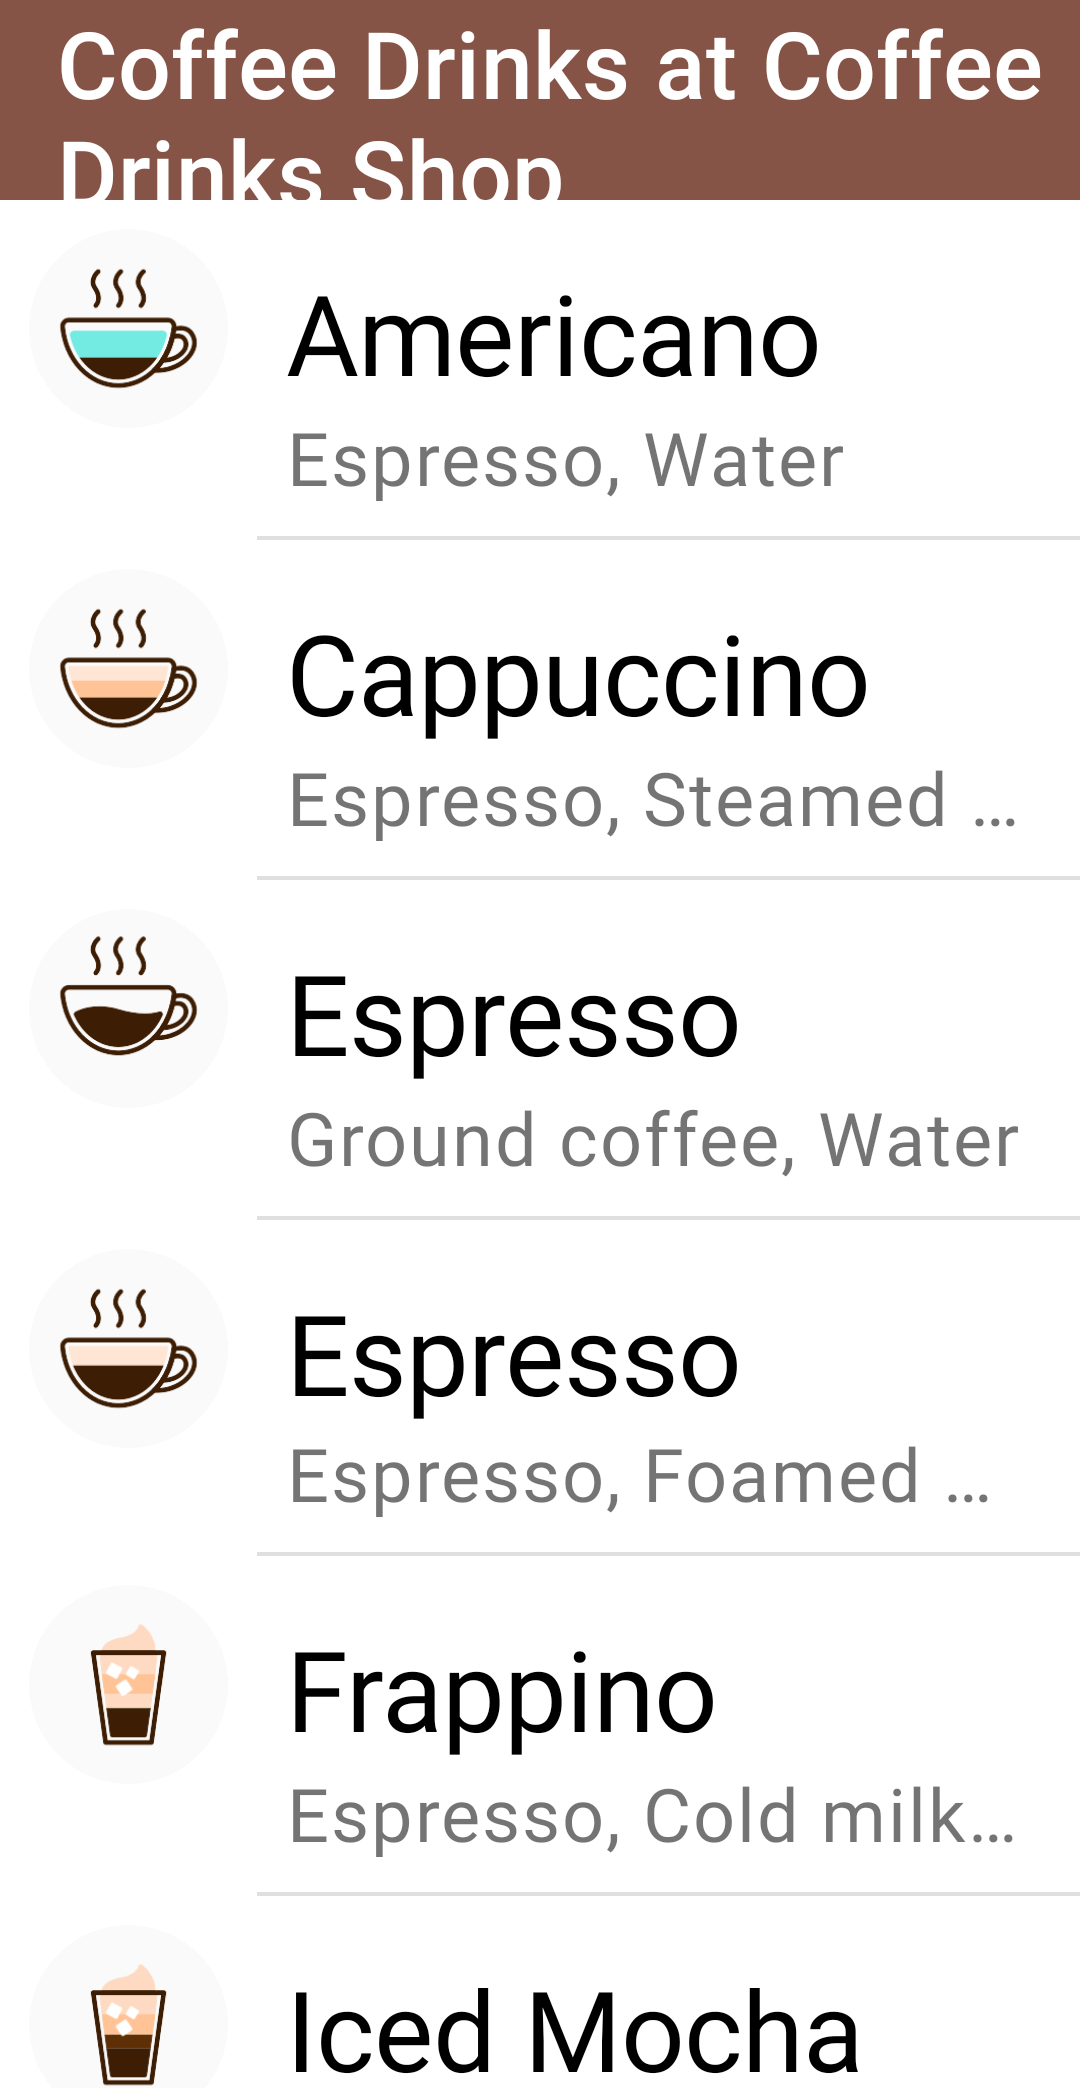 Coffee Drinks at Coffee
Drinks Shop
Americano
Espresso, Water
Cappuccino
Espresso, Steamed ...
Espresso
Ground coffee, Water
Espresso
Espresso, Foamed ...
Frappino
Espresso, Cold milk...
Iced Mocha